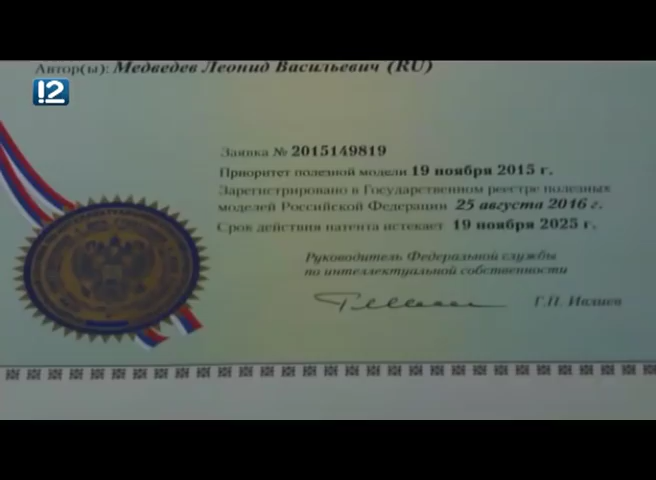 Автор(ы): Медведев Леонид Васильевич (RU)
12
Заявка № 2015149819
Приоритет полезной модели 19 ноября 2015 г.
Зарегистрировано в Государственном реестре полезных
моделей Российской Федерации 25 августа 2016 г.
Срок действия патента истекает 19 ноября 2025 г.
Руководитель Федеральной службы
по интеллектуальной собственности
Г.П. Ивлиев